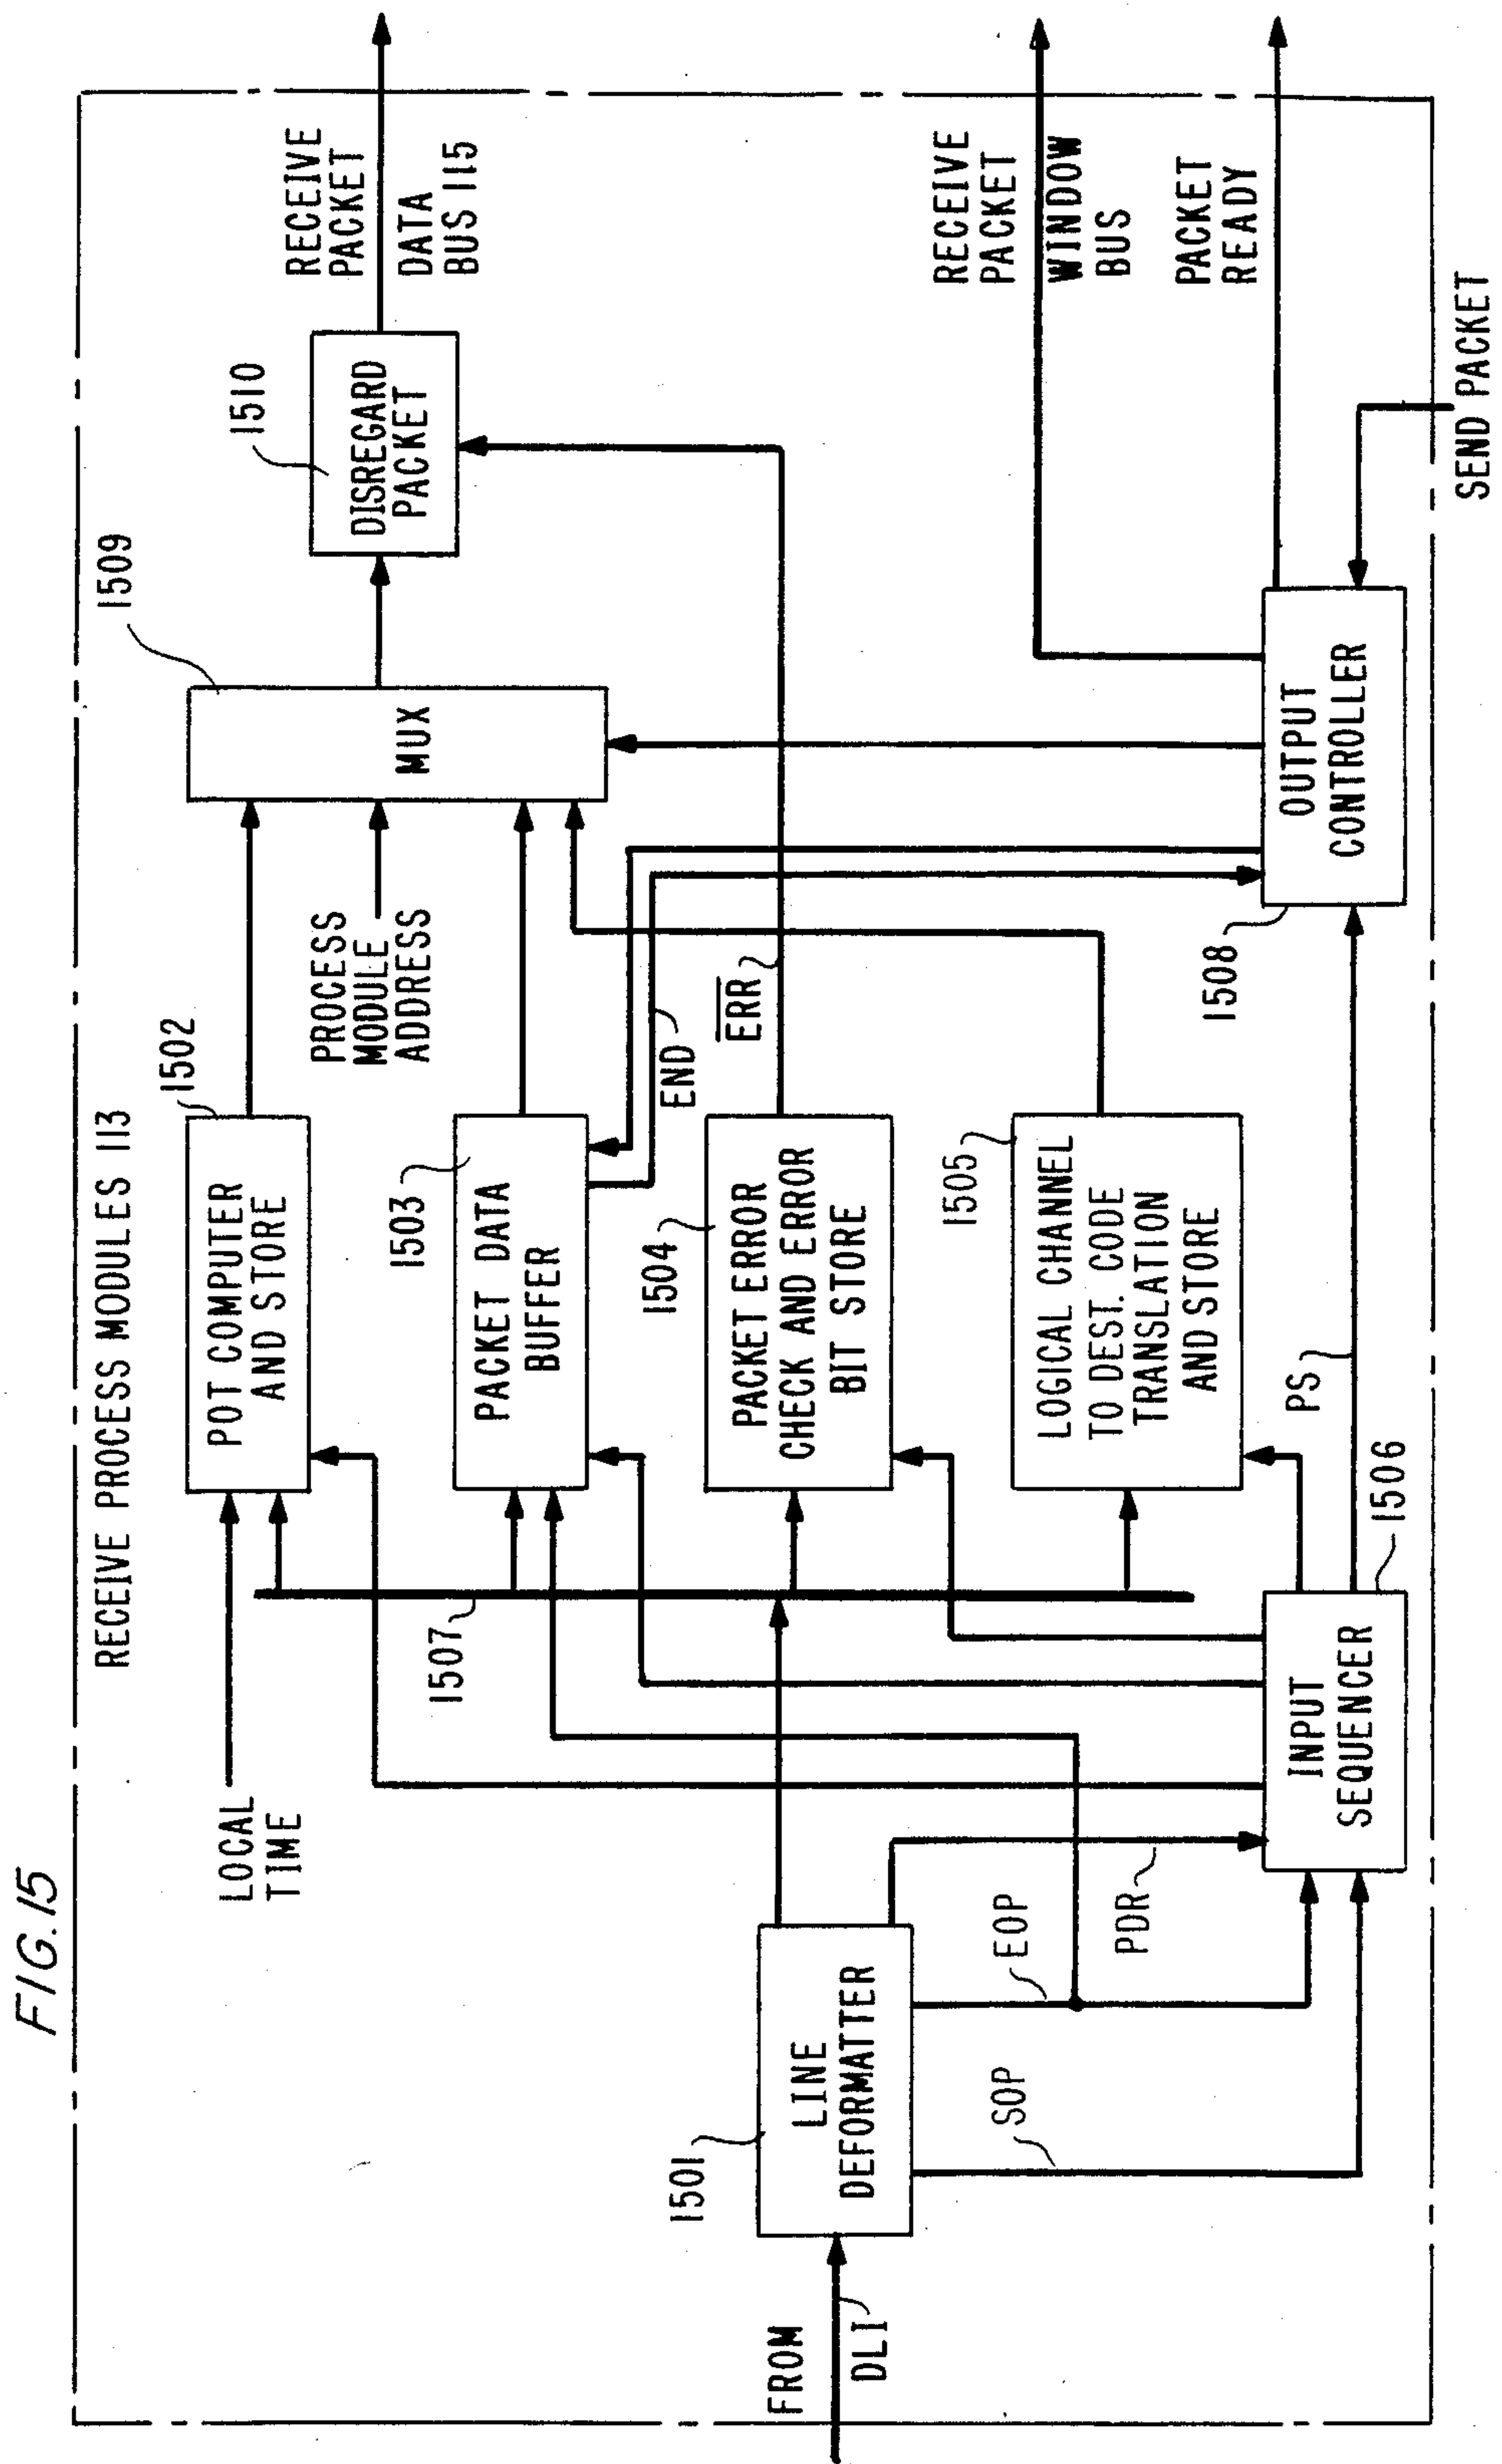 FIG. 15
RECEIVE PROCESS MODULES 113
FROM
DLI
1501
LINE
DEFORMATTER
SOP
EOP
PDR
LOCAL
TIME
1507
INPUT
SEQUENCER
1506
PS
1502
POT COMPUTER
AND STORE
1503
PACKET DATA
BUFFER
1504
PACKET ERROR
CHECK AND ERROR
BIT STORE
1505
LOGICAL CHANNEL
TO DEST. CODE
TRANSLATION
AND STORE
PROCESS
MODULE
ADDRESS
END
ERR
1508
OUTPUT
CONTROLLER
1509
MUX
1510
DISREGARD
PACKET
RECEIVE
PACKET
DATA
BUS 115
RECEIVE
PACKET
WINDOW
BUS
PACKET
READY
SEND PACKET